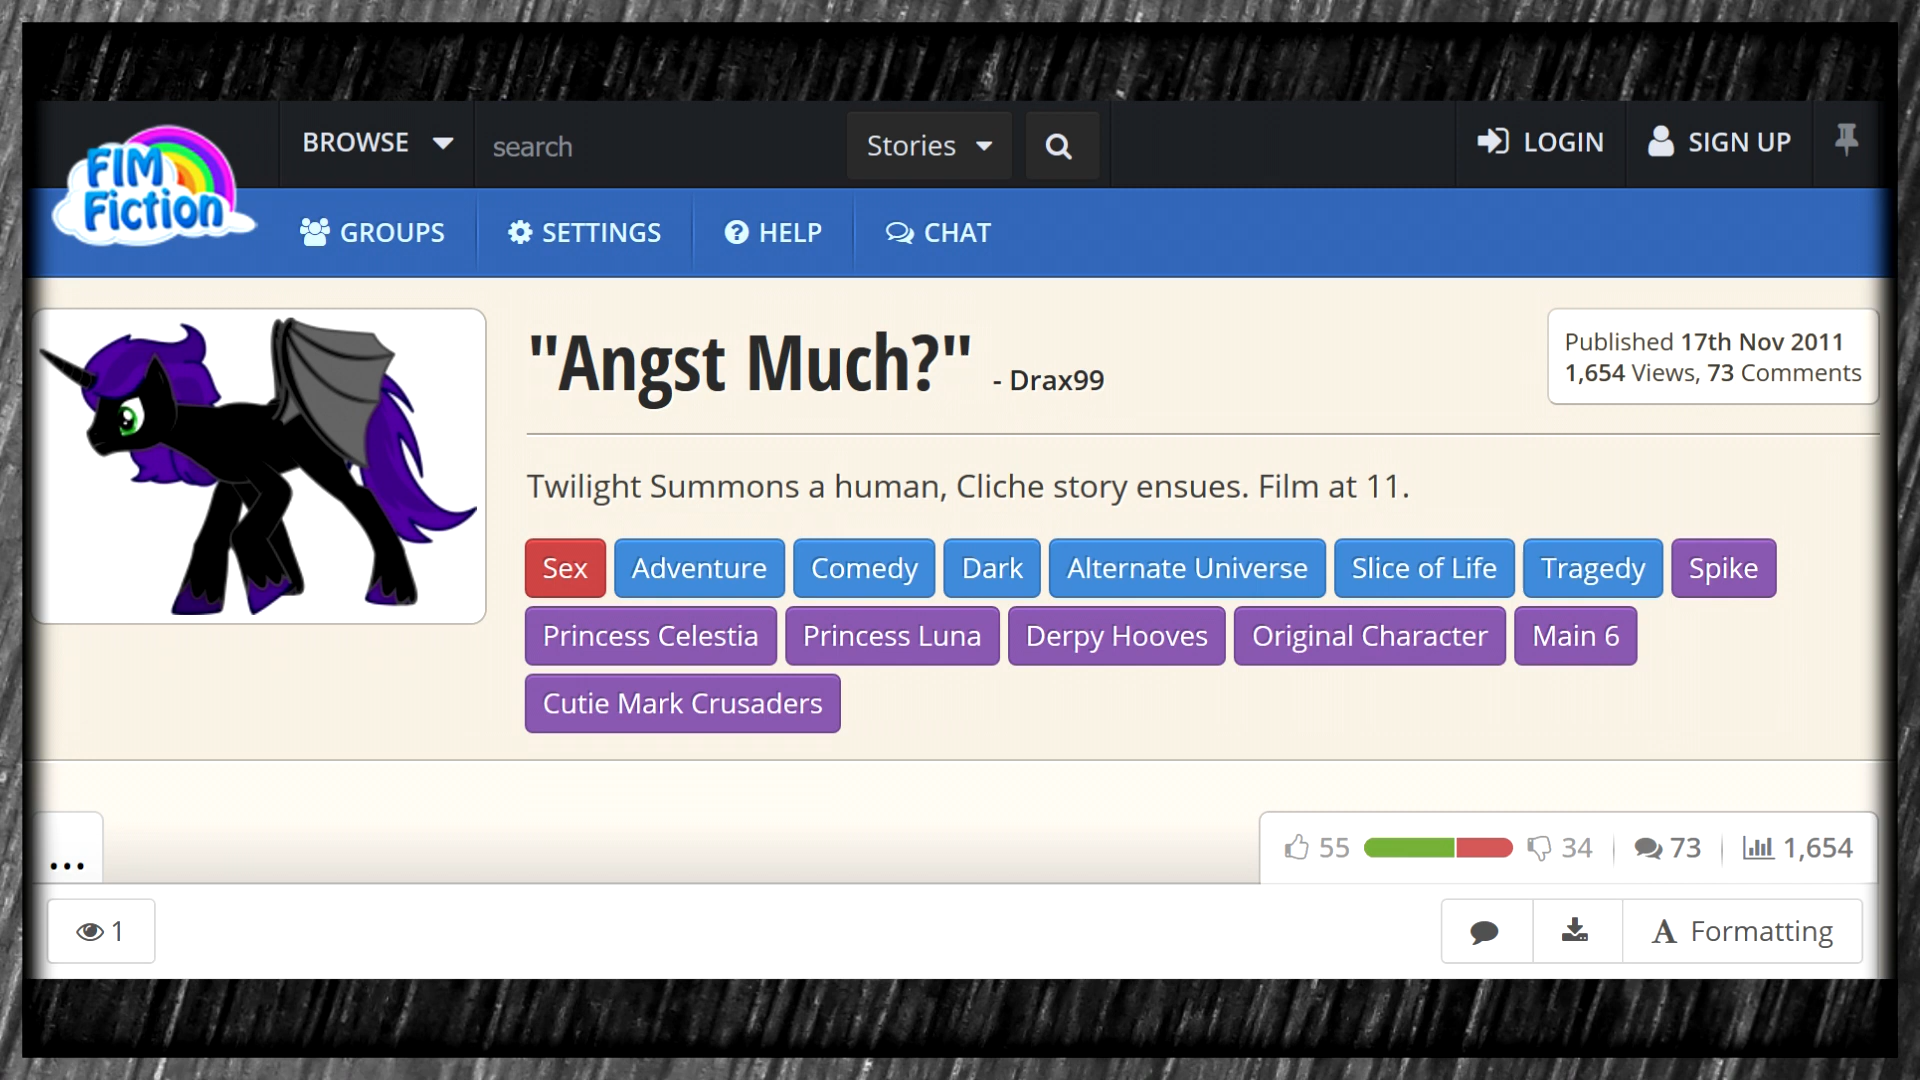 BROWSE
search
Stories
LOGIN
SIGN UP
FIM
Fiction
GROUPS
SETTINGS
HELP
CHAT
"Angst Much?" - Drax99
Published 17th Nov 2011
1,654 Views, 73 Comments
Twilight Summons a human, Cliche story ensues. Film at 11.
Sex Adventure Comedy Dark Alternate Universe Slice of Life Tragedy Spike
Princess Celestia Princess Luna Derpy Hooves Original Character Main 6
Cutie Mark Crusaders
...
55 34 73 1,654
1
A Formatting